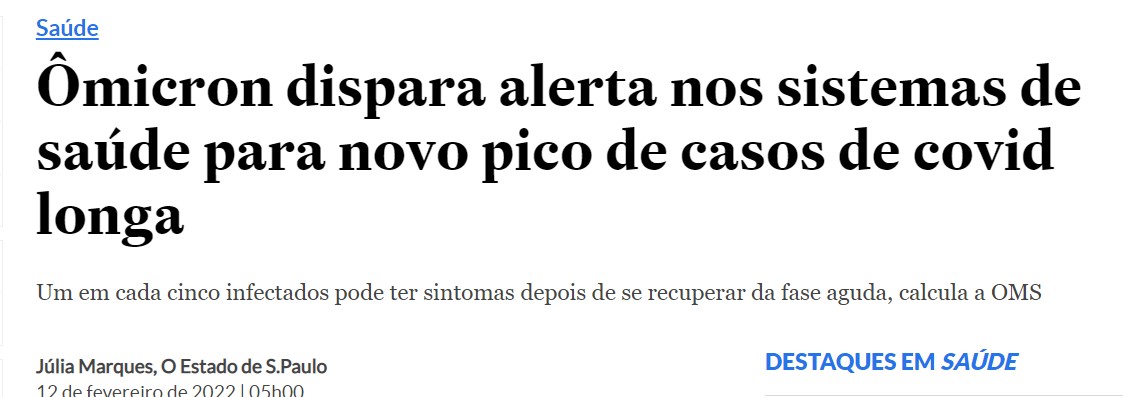 Saúde
Ômicron dispara alerta nos sistemas de
saúde para novo pico de casos de covid
longa
Um em cada cinco infectados pode ter sintomas depois de se recuperar da fase aguda, calcula a OMS
Júlia Marques, O Estado de S.Paulo
DESTAQUES EM SAÚDE
12 de fevereiro de 2022 | 05h00